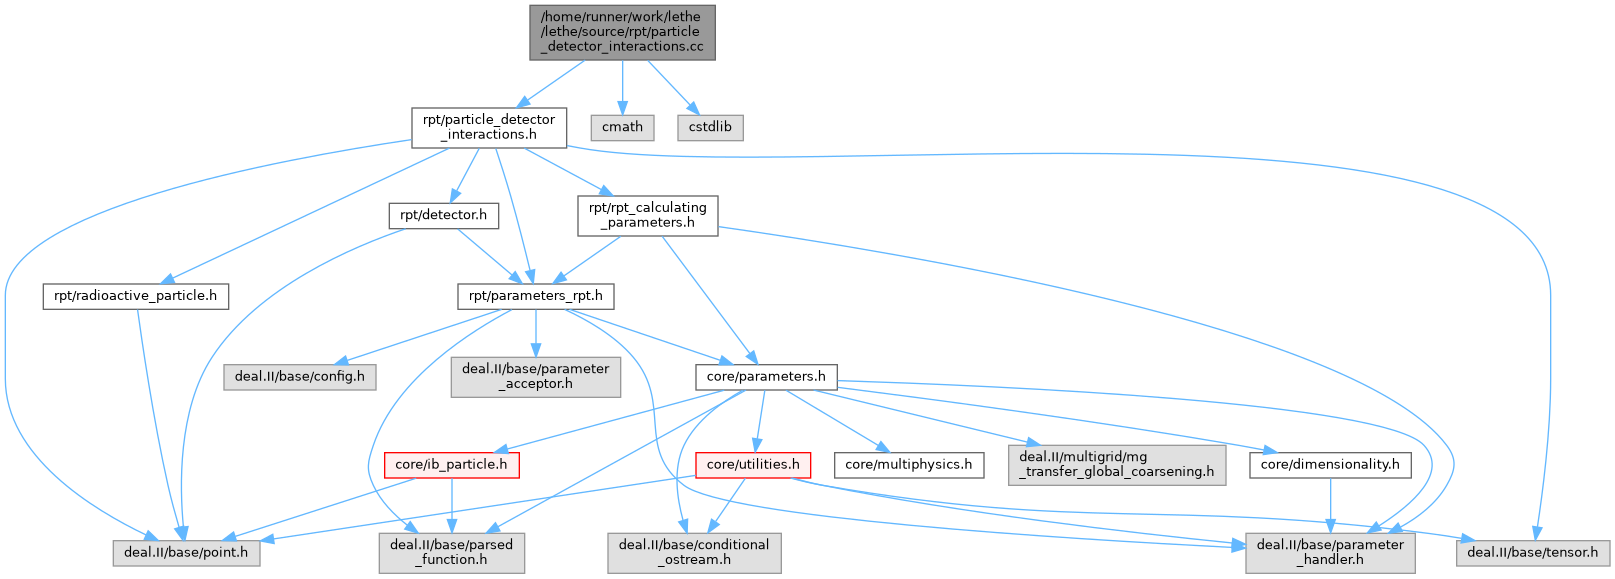 /home/runner/work/lethe
/lethe/source/rpt/particle
_detector_interactions.cc
rpt/particle_detector
_interactions.h
cmath
cstdlib
rpt/detector.h
rpt/rpt_calculating
_parameters.h
rpt/radioactive_particle.h
rpt/parameters_rpt.h
deal.II/base/config.h
deal.II/base/parameter
_acceptor.h
core/parameters.h
core/ib_particle.h
core/utilities.h
core/multiphysics.h
deal.II/multigrid/mg
_transfer_global_coarsening.h
core/dimensionality.h
deal.II/base/point.h
deal.II/base/parsed
_function.h
deal.II/base/conditional
_ostream.h
deal.II/base/parameter
_handler.h
deal.II/base/tensor.h